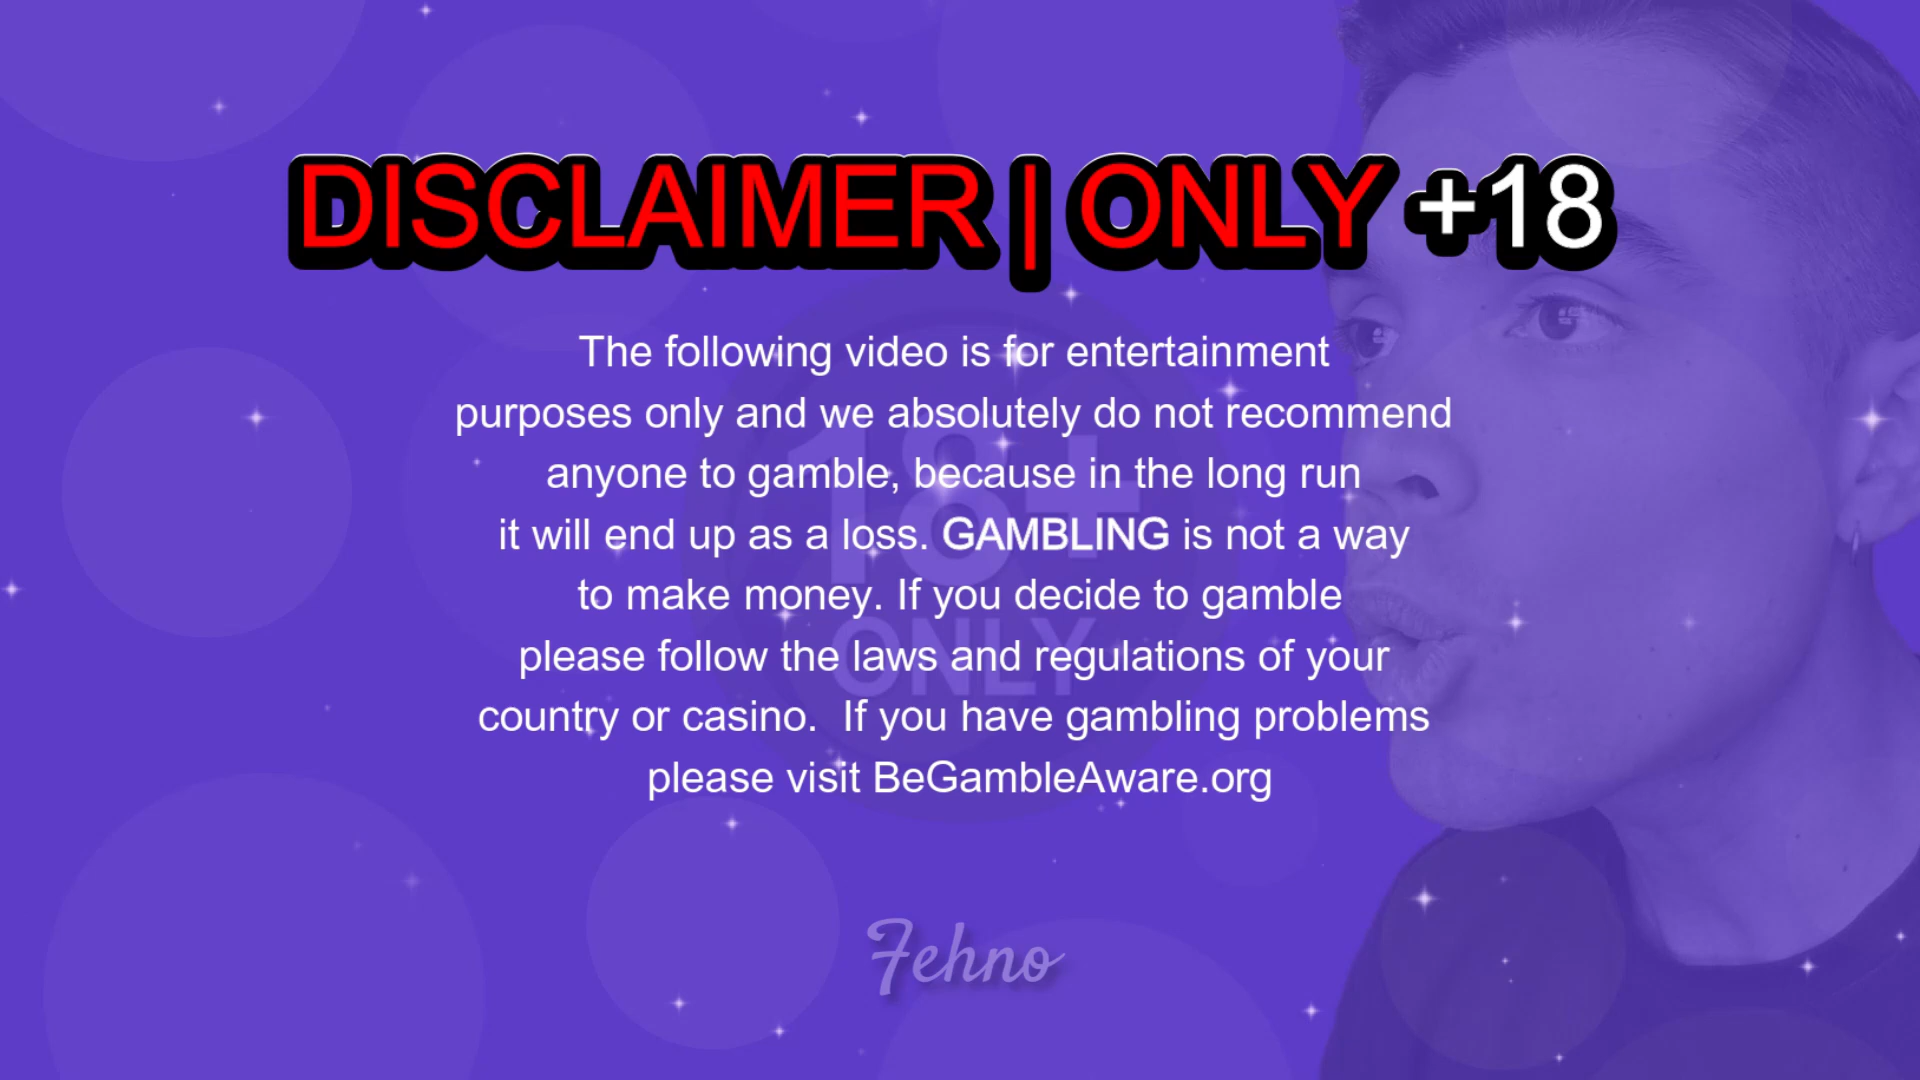 DISCLAIMER | ONLY +18
The following video is for entertainment
purposes only and we absolutely do not recommend
anyone to gamble, because in the long run
it will end up as a loss. GAMBLING is not a way
to make money. If you decide to gamble
please follow the laws and regulations of your
country or casino.  If you have gambling problems
please visit BeGambleAware.org
18+
ONLY
Fehno